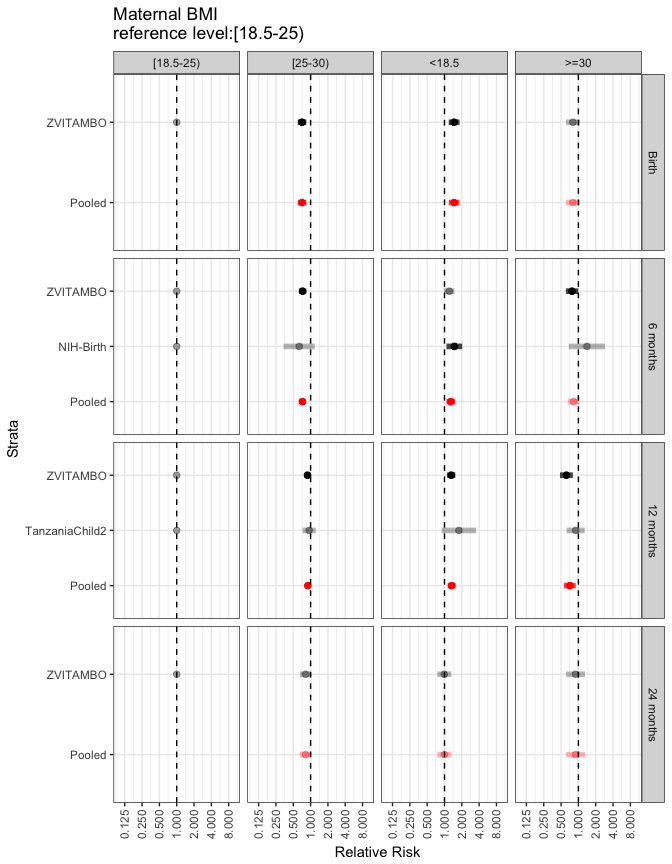 Maternal BMI
reference level:[18.5-25)
[18.5-25)
[25-30)
<18.5
>=30
ZVITAMBO
Pooled
Birth
ZVITAMBO
NIH-Birth
Pooled
6 months
ZVITAMBO
TanzaniaChild2
Pooled
12 months
ZVITAMBO
Pooled
24 months
Strata
0.125 0.250 0.500 1.000 2.000 4.000 8.000
0.125 0.250 0.500 1.000 2.000 4.000 8.000
0.125 0.250 0.500 1.000 2.000 4.000 8.000
0.125 0.250 0.500 1.000 2.000 4.000 8.000
Relative Risk